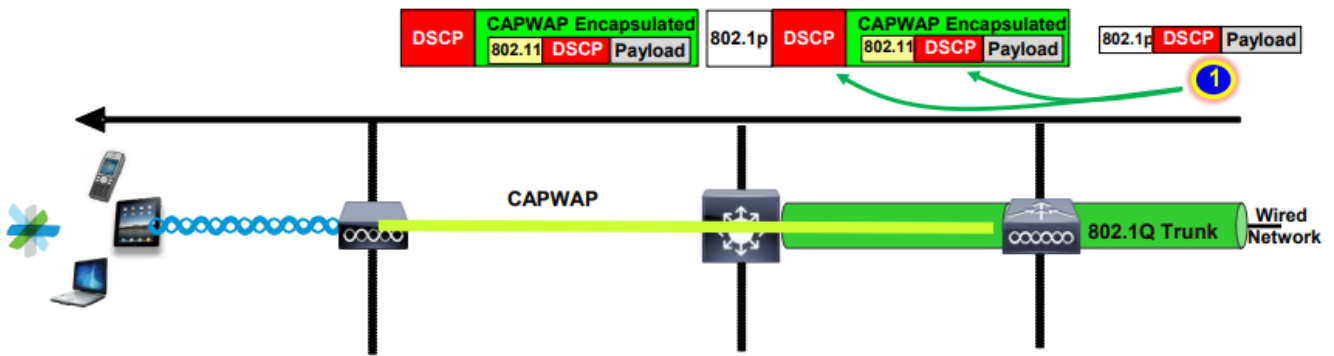 DSCP
CAPWAP Encapsulated
802.11 DSCP Payload
802.1p DSCP
CAPWAP Encapsulated
802.11 DSCP Payload
802.1p DSCP Payload
1
CAPWAP
802.1Q Trunk
Wired
Network